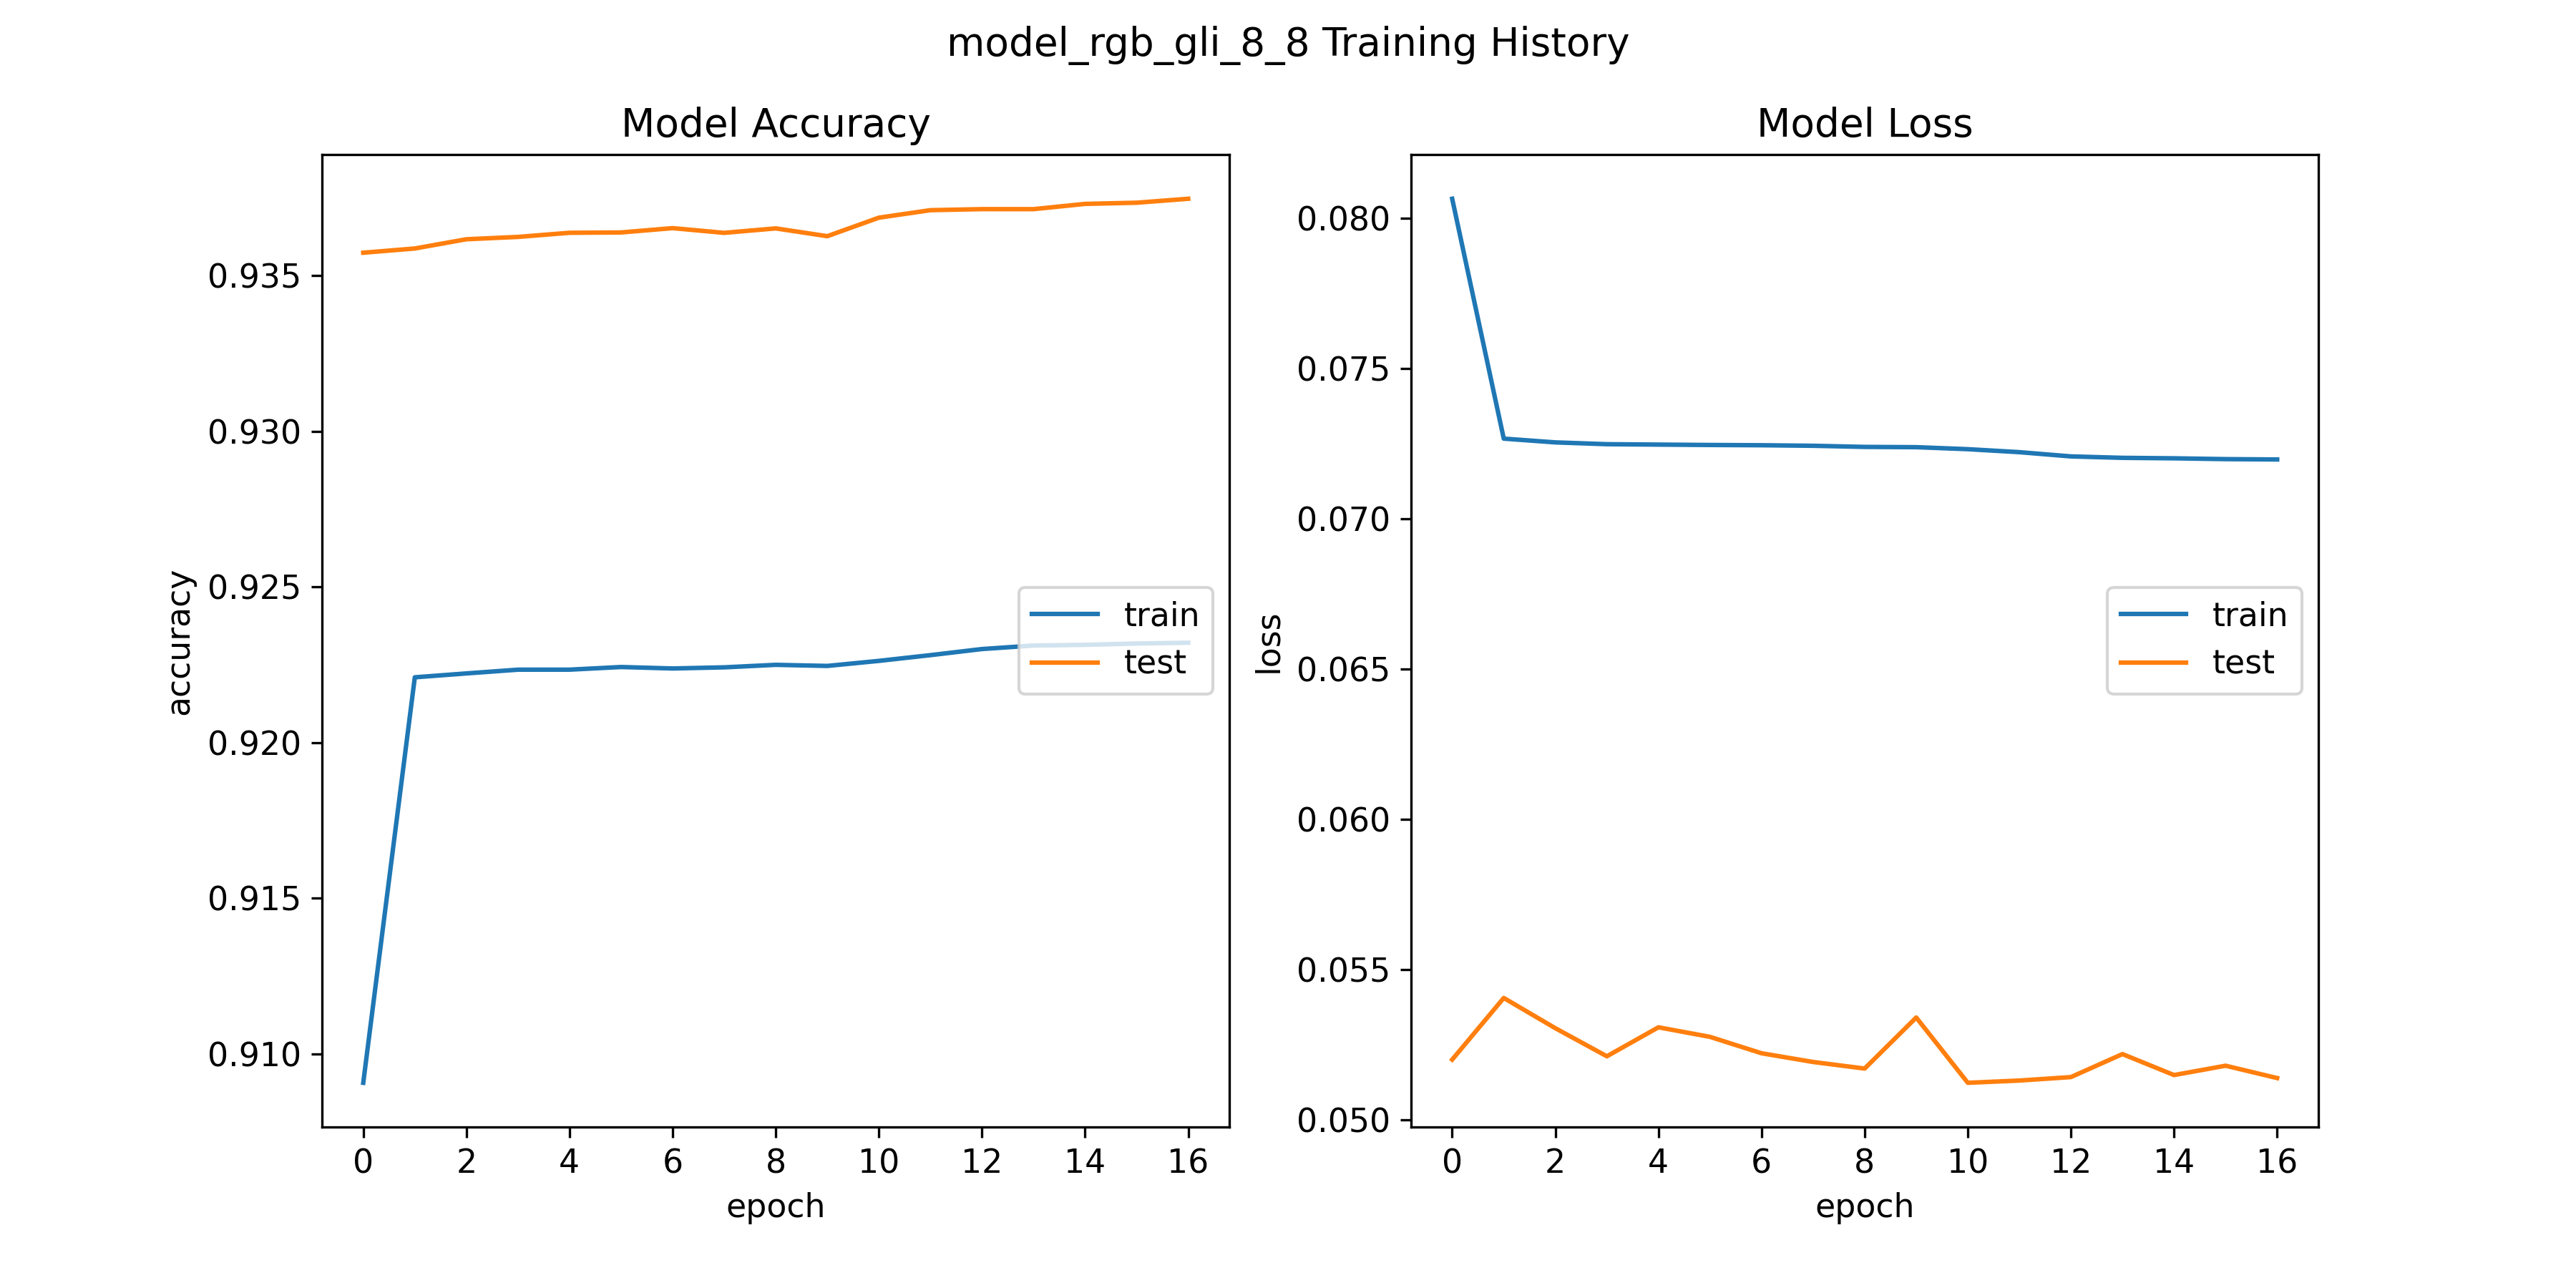 model_rgb_gli_8_8 Training History
Model Accuracy
accuracy
0.935
0.930
0.925
0.920
0.915
0.910
0 2 4 6 8 10 12 14 16
epoch
train
test
Model Loss
loss
0.080
0.075
0.070
0.065
0.060
0.055
0.050
0 2 4 6 8 10 12 14 16
epoch
train
test